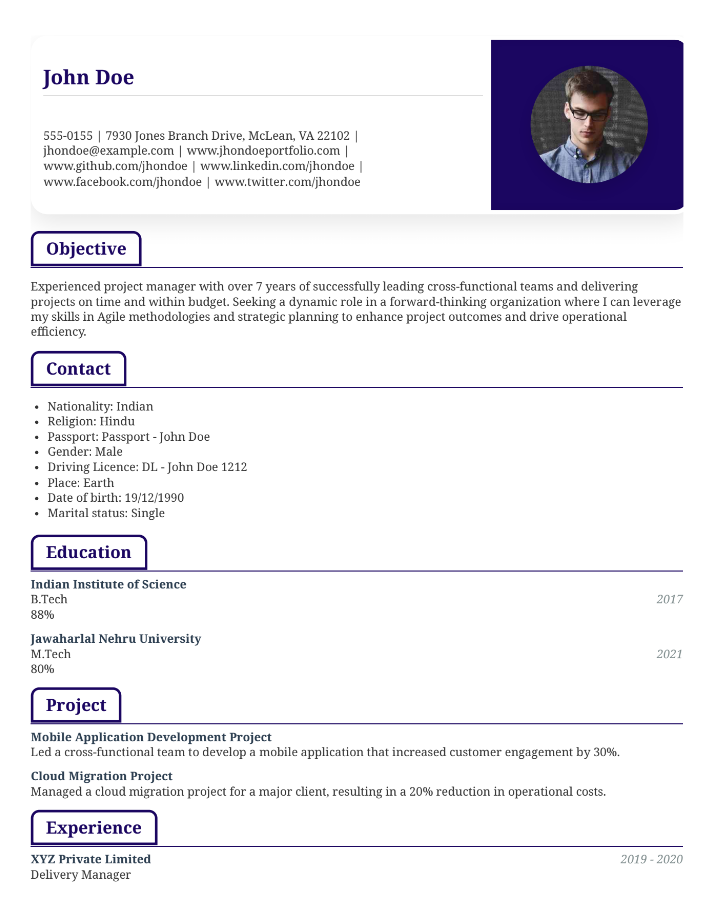 John Doe
555-0155 | 7930 Jones Branch Drive, McLean, VA 22102 |
jhondoe@example.com | www.jhondoeportfolio.com |
www.github.com/jhondoe | www.linkedin.com/jhondoe |
www.facebook.com/jhondoe | www.twitter.com/jhondoe
Objective
Experienced project manager with over 7 years of successfully leading cross-functional teams and delivering
projects on time and within budget. Seeking a dynamic role in a forward-thinking organization where I can leverage
my skills in Agile methodologies and strategic planning to enhance project outcomes and drive operational
efficiency.
Contact
• Nationality: Indian
• Religion: Hindu
• Passport: Passport - John Doe
• Gender: Male
• Driving Licence: DL - John Doe 1212
• Place: Earth
• Date of birth: 19/12/1990
• Marital status: Single
Education
Indian Institute of Science
B.Tech 2017
88%
Jawaharlal Nehru University
M.Tech 2021
80%
Project
Mobile Application Development Project
Led a cross-functional team to develop a mobile application that increased customer engagement by 30%.
Cloud Migration Project
Managed a cloud migration project for a major client, resulting in a 20% reduction in operational costs.
Experience
XYZ Private Limited 2019 - 2020
Delivery Manager